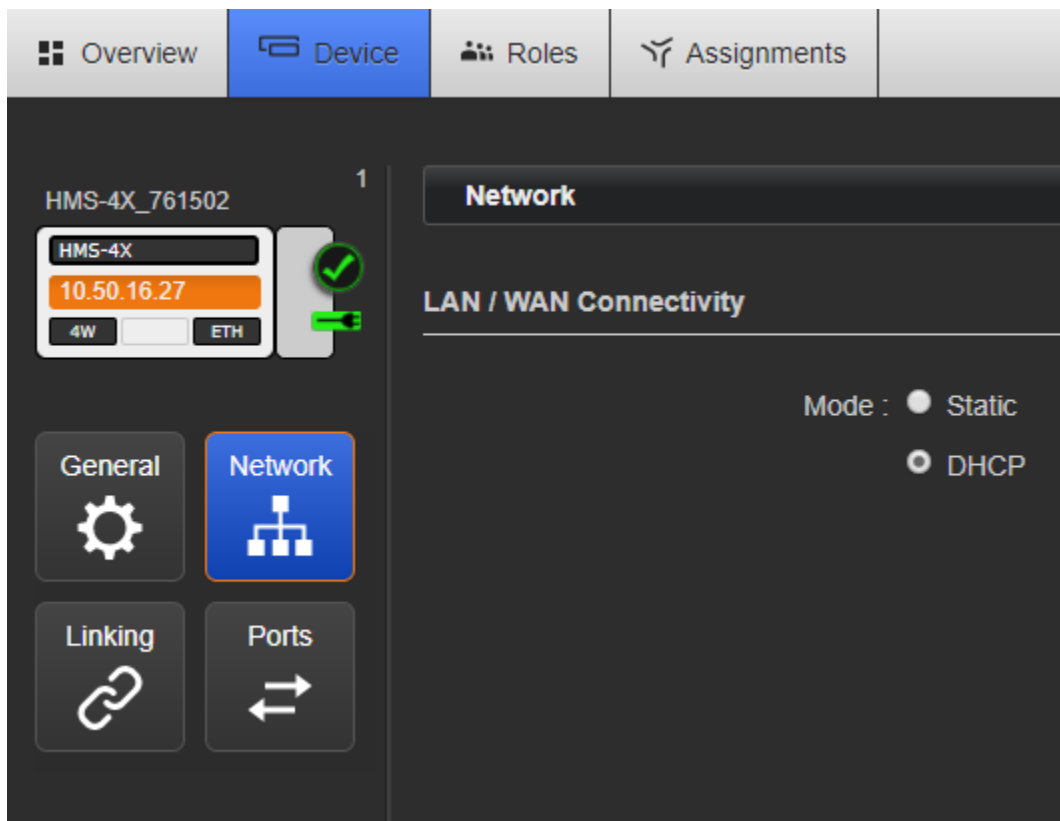 Overview Device Roles Assignments
1
HMS-4X_761502
HMS-4X
10.50.16.27
4W ETH
General Network
Linking Ports
Network
LAN / WAN Connectivity
Mode : Static
DHCP